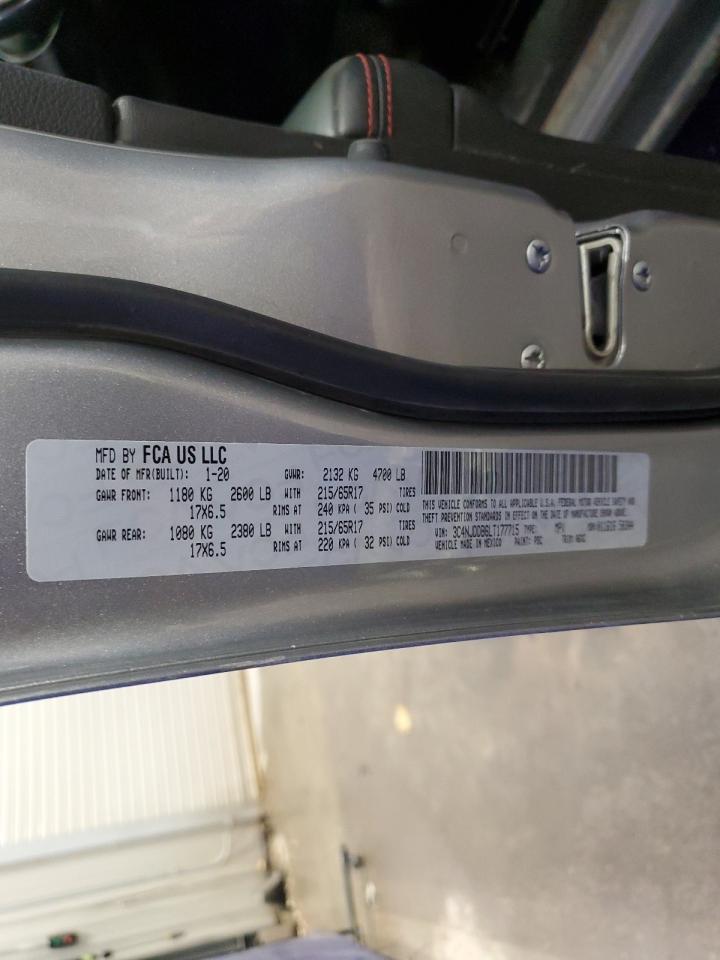 MFD BY FCA US LLC
DATE OF MFR(BUILT): 1-20 GVWR: 2132 KG 4700 LB
GAWR FRONT: 1180 KG 2600 LB WITH 215/65R17 TIRES
17X6.5 RIMS AT 240 KPA ( 35 PSI) COLD
GAWR REAR: 1080 KG 2380 LB WITH 215/65R17 TIRES
17X6.5 RIMS AT 220 KPA ( 32 PSI) COLD
THIS VEHICLE CONFORMS TO ALL APPLICABLE U.S.A. FEDERAL MOTOR VEHICLE SAFETY AND
THEFT PREVENTION STANDARDS IN EFFECT ON THE DATE OF MANUFACTURE SHOWN ABOVE.
VIN: 3C4NJDDB6LT177715 TYPE: MPV
VEHICLE MADE IN MEXICO PAINT: TRIM: